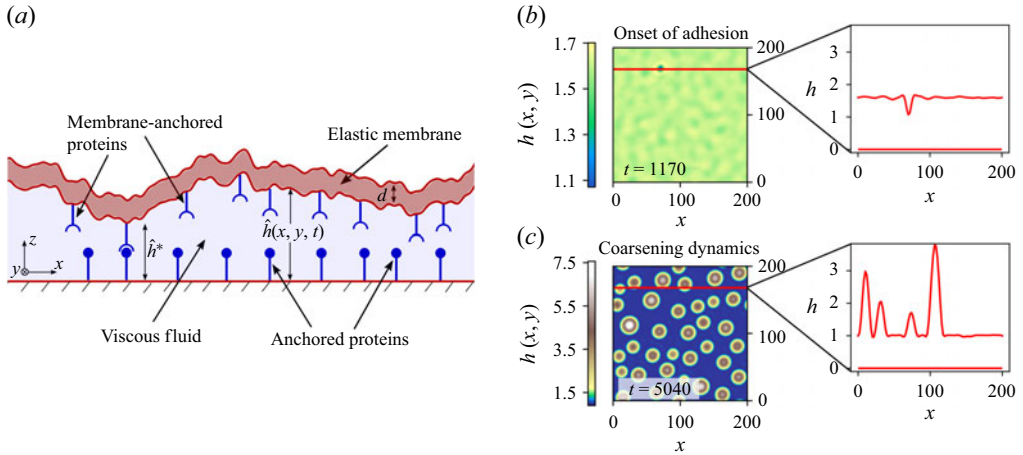 (a)
Membrane-anchored
proteins
Elastic membrane
d
ĥ(x, y, t)
ĥ*
z
y
x
Viscous fluid
Anchored proteins
(b)
Onset of adhesion
1.7
1.5
1.3
1.1
h (x, y)
t = 1170
200
100
0
0
100
200
x
3
2
1
0
h
0
100
200
x
(c)
Coarsening dynamics
7.5
5.5
3.5
1.5
h (x, y)
t = 5040
200
100
0
0
100
200
x
3
2
1
0
h
0
100
200
x